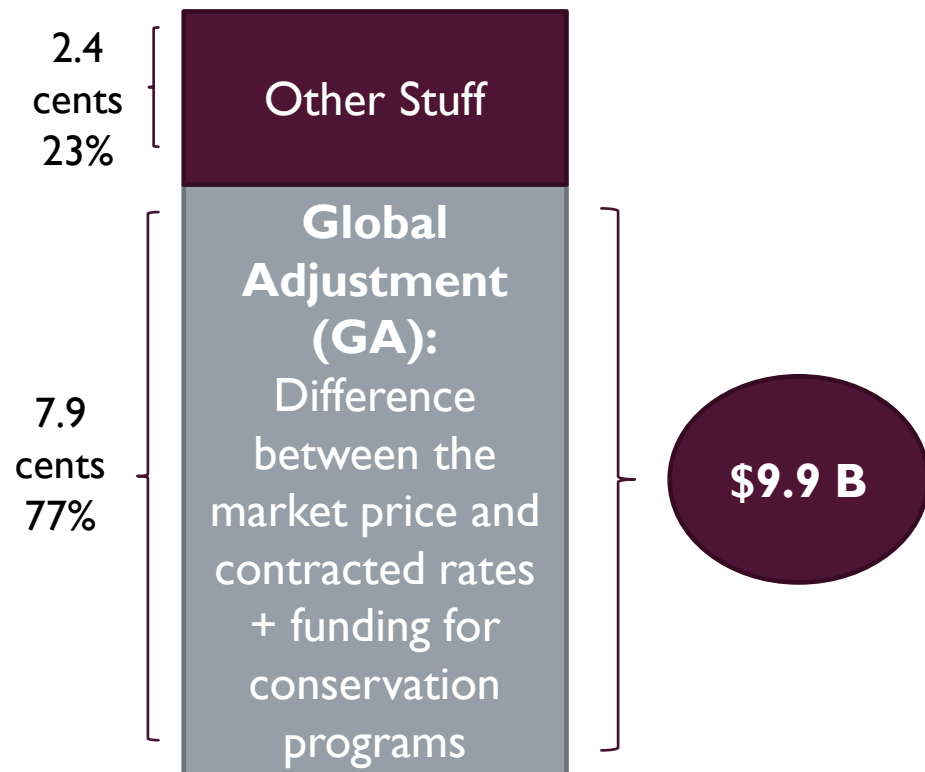 2.4
cents
23%
Other Stuff
7.9
cents
77%
Global
Adjustment
(GA):
Difference
between the
market price and
contracted rates
+ funding for
conservation
programs
$9.9 B